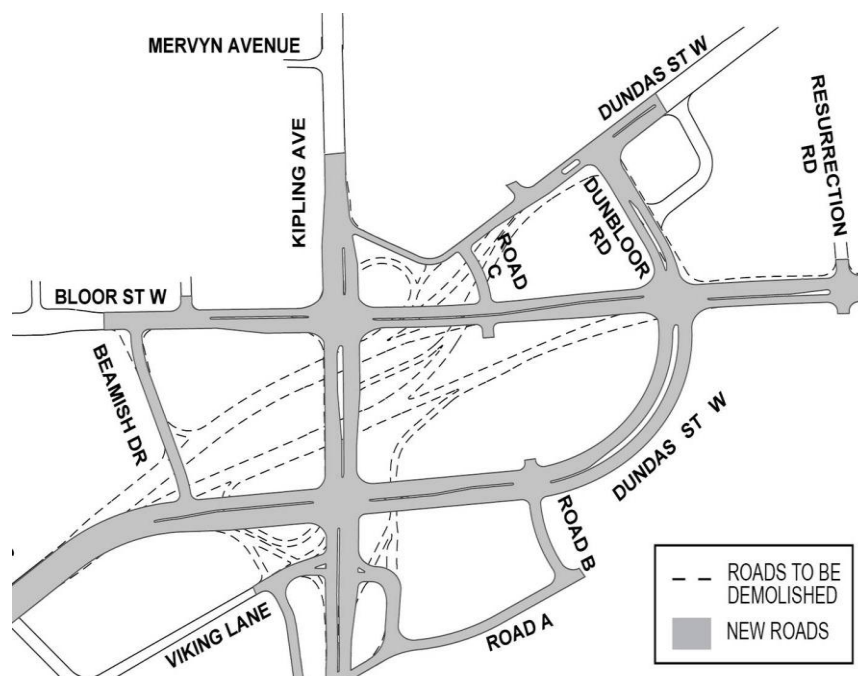 MERVYN AVENUE
DUNDAS ST W
RESURRECTION
RD
KIPLING AVE
DUNBLOOR
RD
ROAD
C
BLOOR ST W
BEAMISH DR
DUNDAS ST W
ROAD B
VIKING LANE
ROAD A
ROADS TO BE
DEMOLISHED
NEW ROADS